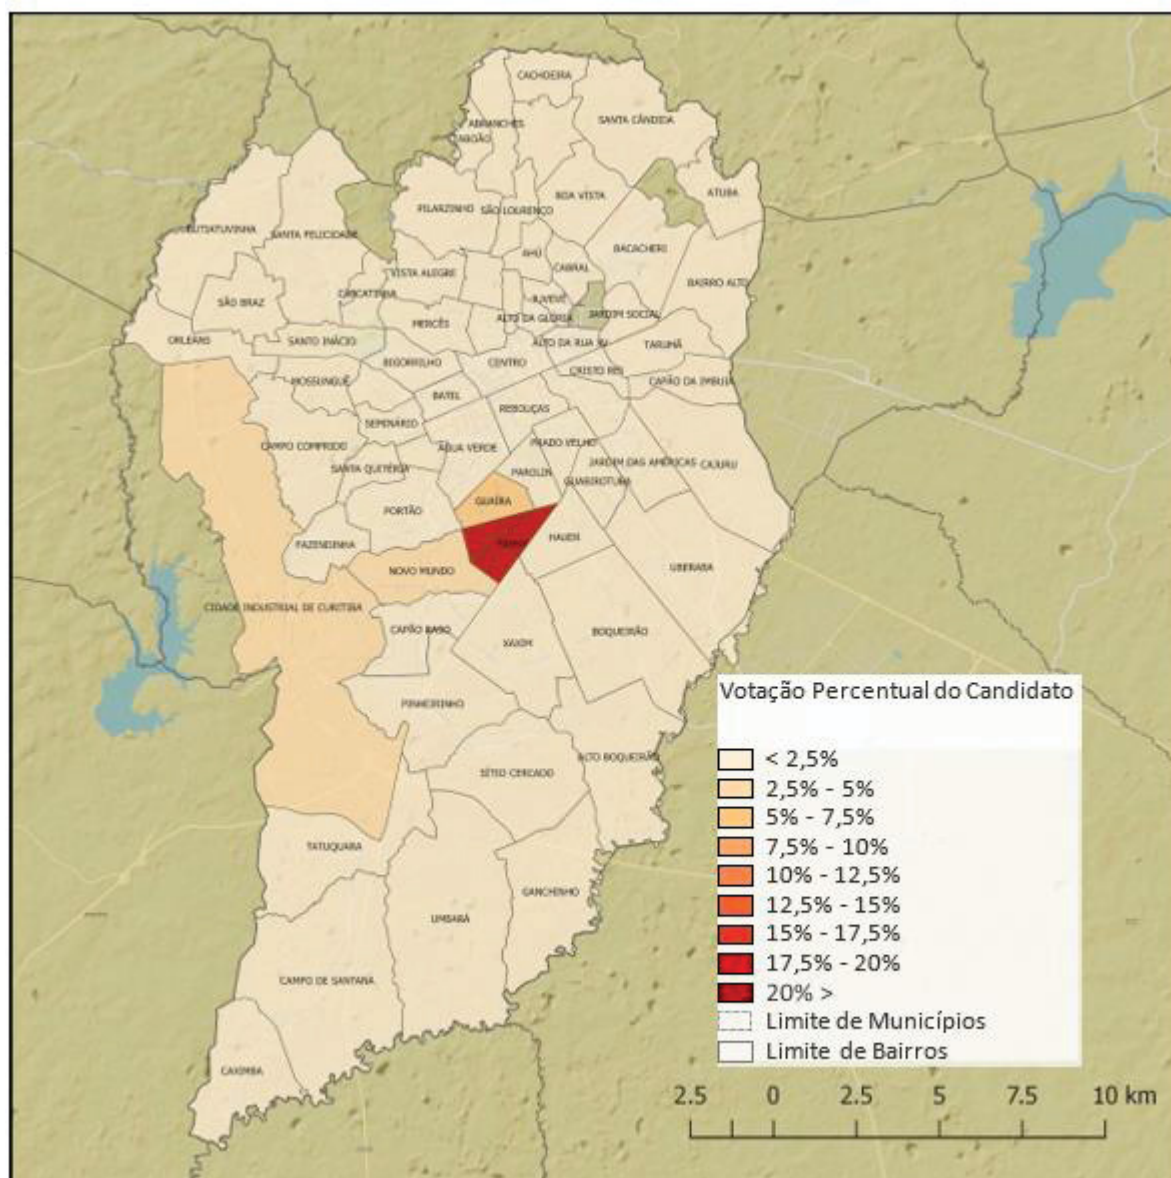 CACHOEIRA
ABRANCHES
SANTA CÂNDIDA
ATUBA
BOA VISTA
PILARZINHO
SÃO LOURENÇO
BUTIATUVINHA
SANTA FELICIDADE
AHÚ
BACACHERI
CABRAL
VISTA ALEGRE
BAIRRO ALTO
CASCATINHA
SÃO BRAZ
JUVEVÊ
ALTO DA GLORIA
JARDIM SOCIAL
MERCÊS
ORLEANS
SANTO INÁCIO
ALTO DA RUA XV
TARUMÃ
BIGORRILHO
CENTRO
CRISTO REI
MOSSUNGUÊ
CAPÃO DA IMBUIA
BATEL
REBOUÇAS
SEMINÁRIO
CAMPO COMPRIDO
ÁGUA VERDE
PRADO VELHO
SANTA QUITÉRIA
PAROLIN
JARDIM DAS AMÉRICAS
CAJURU
GUABIROTUBA
GUAÍRA
PORTÃO
FAZENDINHA
HAUER
NOVO MUNDO
UBERABA
CIDADE INDUSTRIAL DE CURITIBA
CAPÃO RASO
XAXIM
BOQUEIRÃO
PINHEIRINHO
SÍTIO CERCADO
ALTO BOQUEIRÃO
TATUQUARA
GANCHINHO
UMBARÁ
CAMPO DE SANTANA
CAXIMBA
Votação Percentual do Candidato
< 2,5%
2,5% - 5%
5% - 7,5%
7,5% - 10%
10% - 12,5%
12,5% - 15%
15% - 17,5%
17,5% - 20%
20% >
Limite de Municípios
Limite de Bairros
2.5 0 2.5 5 7.5 10 km